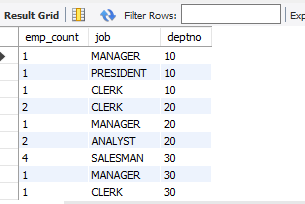 Result Grid Filter Rows: Exp
emp_count job deptno
1 MANAGER 10
1 PRESIDENT 10
1 CLERK 10
2 CLERK 20
1 MANAGER 20
2 ANALYST 20
4 SALESMAN 30
1 MANAGER 30
1 CLERK 30